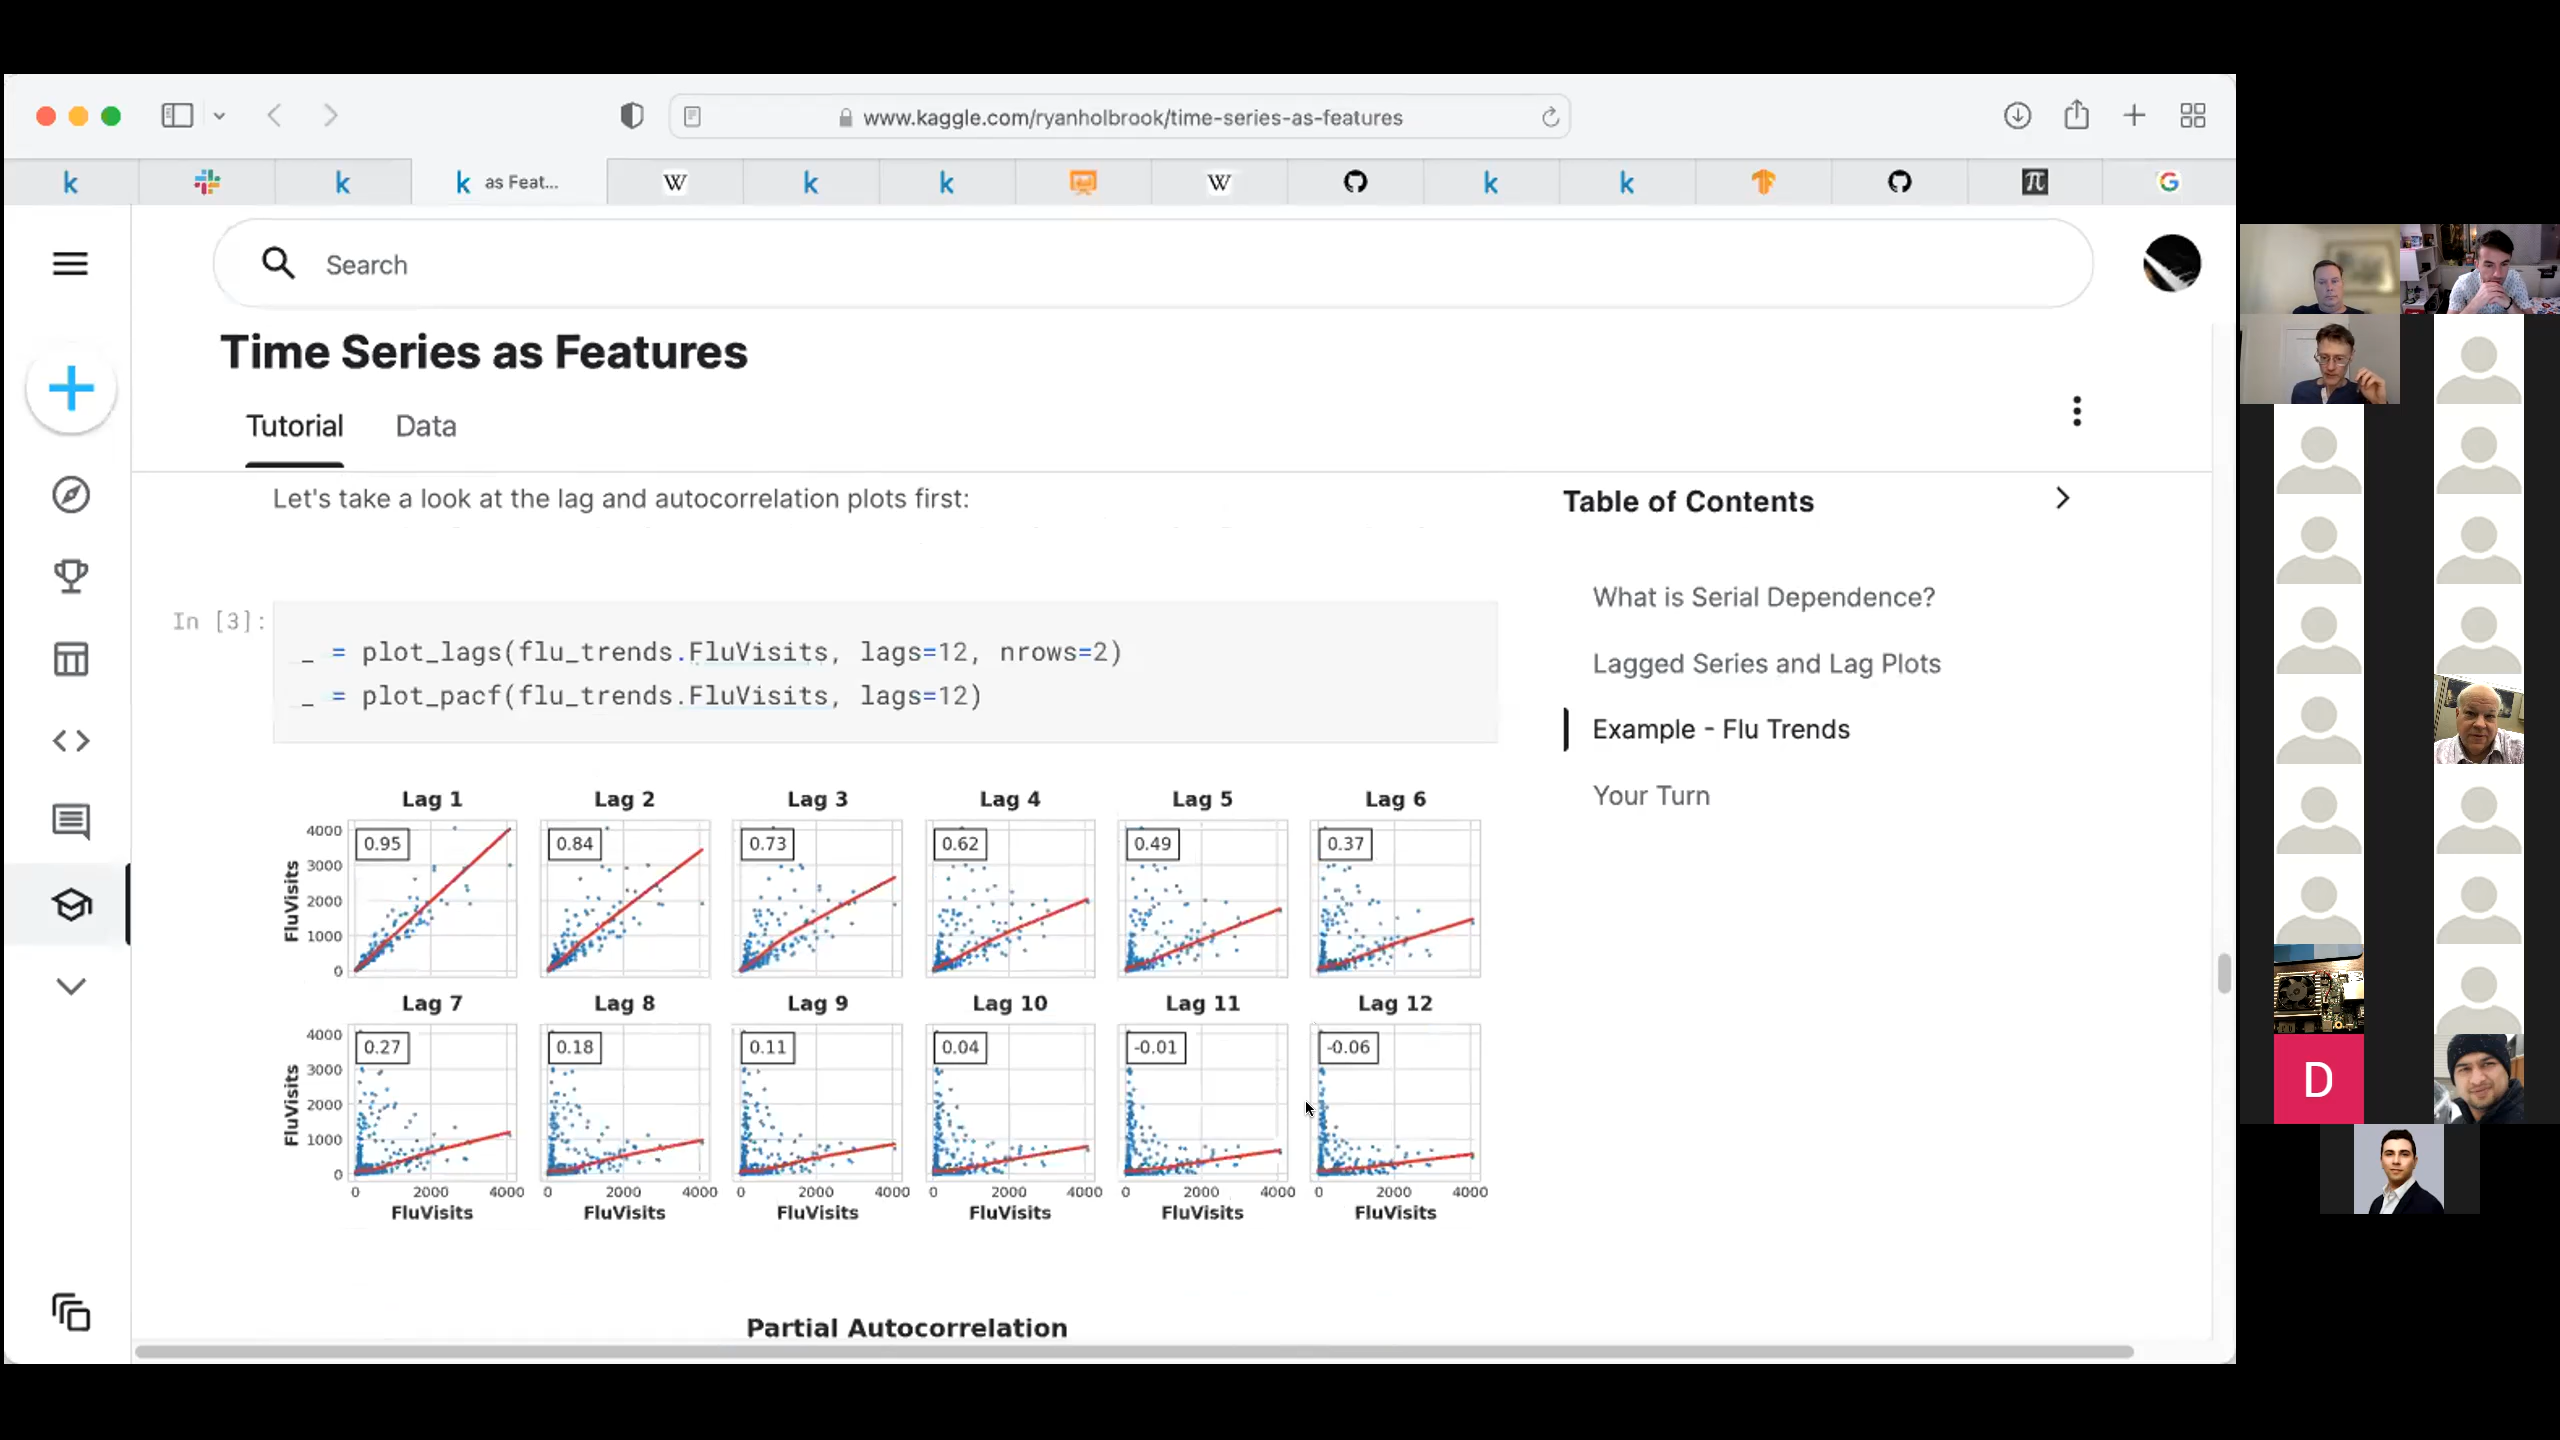 www.kaggle.com/ryanholbrook/time-series-as-features
k
k
k as Feat...
W
k
k
W
k
k
π
G
Search
Time Series as Features
Tutorial Data
Let's take a look at the lag and autocorrelation plots first:
In [3]:
_ = plot_lags(flu_trends.FluVisits, lags=12, nrows=2)
_ = plot_pacf(flu_trends.FluVisits, lags=12)
Lag 1 Lag 2 Lag 3 Lag 4 Lag 5 Lag 6
0.95 0.84 0.73 0.62 0.49 0.37
4000
3000
2000
1000
0
FluVisits
Lag 7 Lag 8 Lag 9 Lag 10 Lag 11 Lag 12
0.27 0.18 0.11 0.04 -0.01 -0.06
4000
3000
2000
1000
0
FluVisits
0 2000 4000 0 2000 4000 0 2000 4000 0 2000 4000 0 2000 4000 0 2000 4000
FluVisits FluVisits FluVisits FluVisits FluVisits FluVisits
Partial Autocorrelation
Table of Contents
What is Serial Dependence?
Lagged Series and Lag Plots
Example - Flu Trends
Your Turn
D